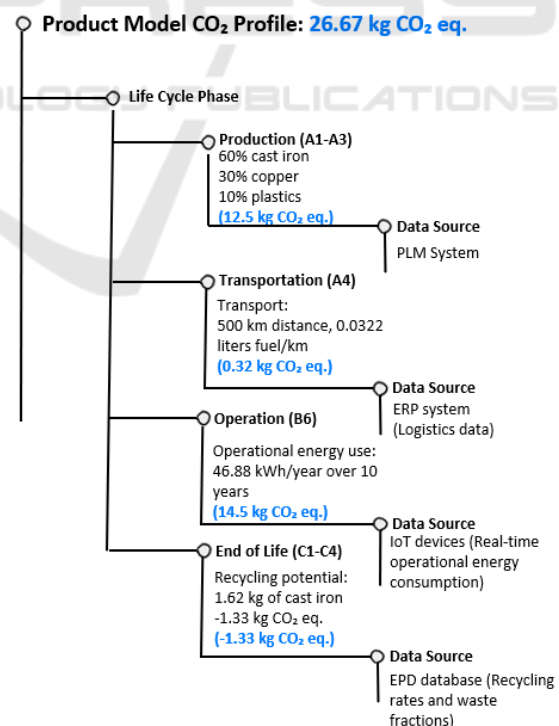 Product Model CO₂ Profile: 26.67 kg CO₂ eq.
Life Cycle Phase
Production (A1-A3)
60% cast iron
30% copper
10% plastics
(12.5 kg CO₂ eq.)
Data Source
PLM System
Transportation (A4)
Transport:
500 km distance, 0.0322
liters fuel/km
(0.32 kg CO₂ eq.)
Data Source
ERP system
(Logistics data)
Operation (B6)
Operational energy use:
46.88 kWh/year over 10
years
(14.5 kg CO₂ eq.)
Data Source
IoT devices (Real-time
operational energy
consumption)
End of Life (C1-C4)
Recycling potential:
1.62 kg of cast iron
-1.33 kg CO₂ eq.
(-1.33 kg CO₂ eq.)
Data Source
EPD database (Recycling
rates and waste
fractions)